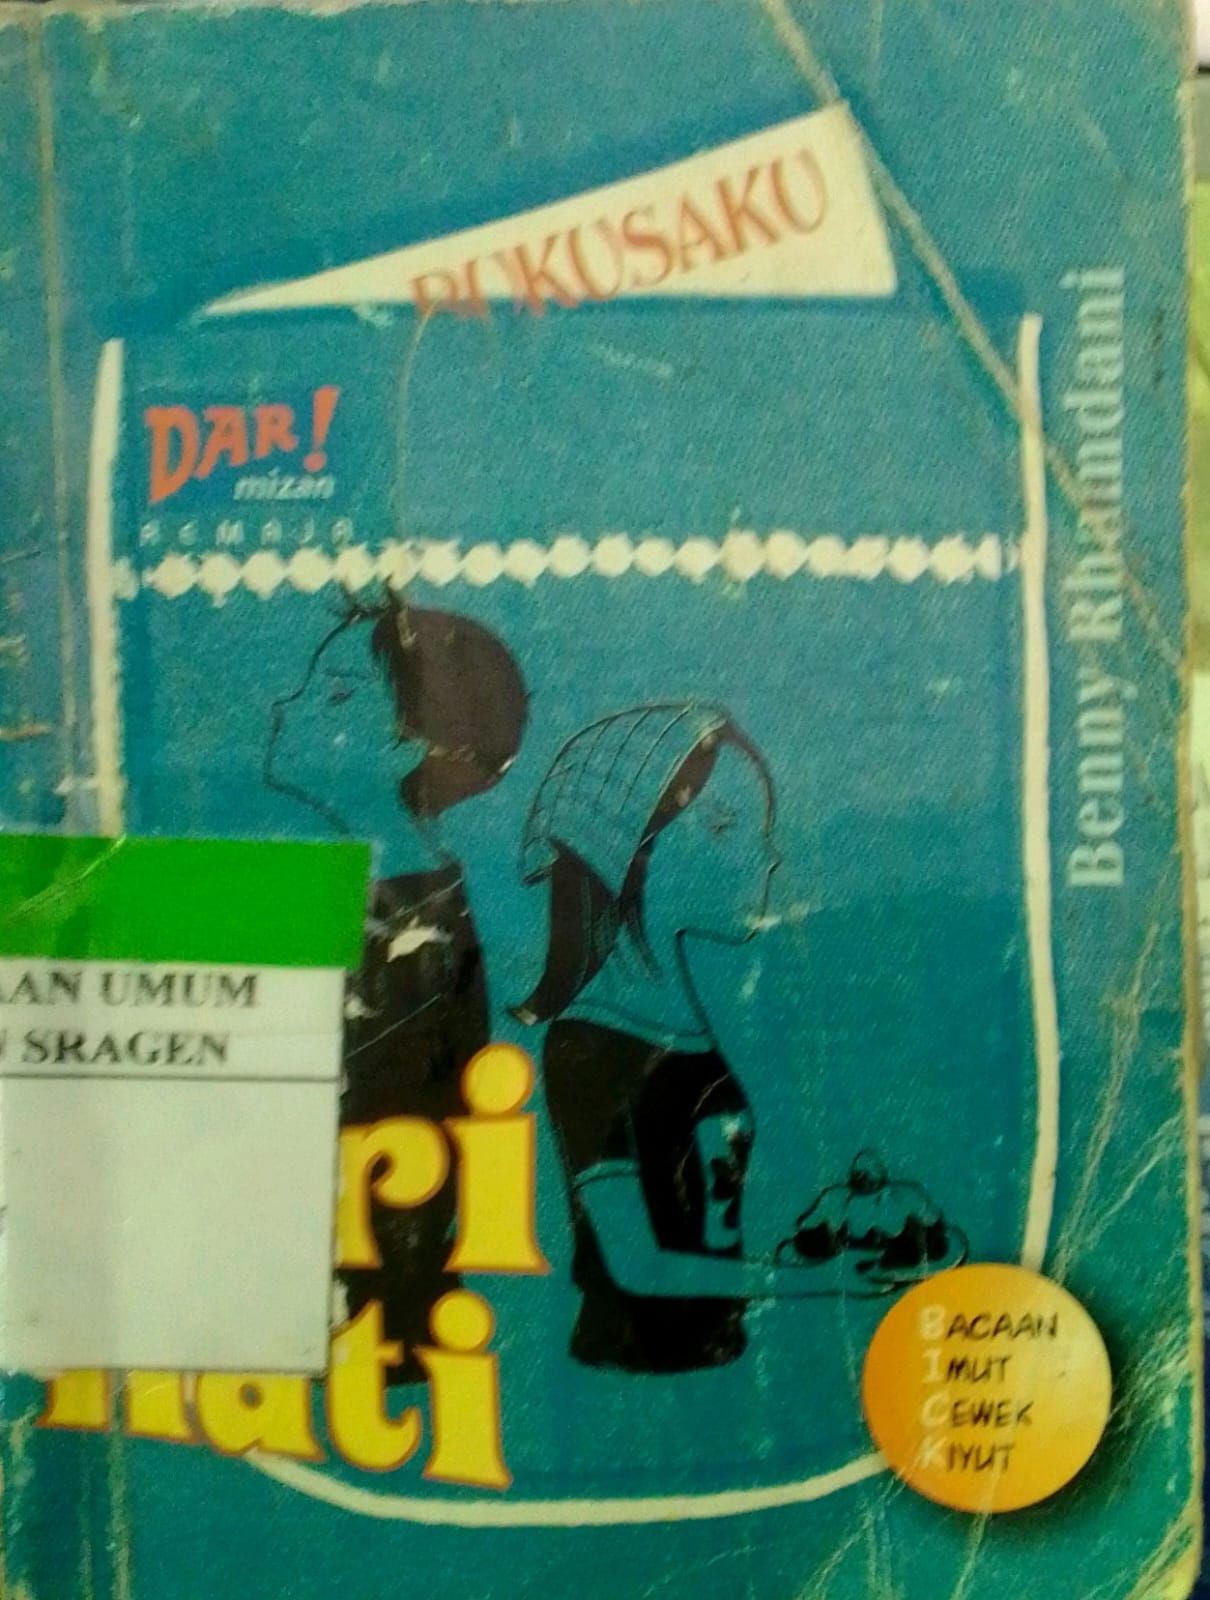 BUKUSAKU
DAR!
mizan
REMAJA
Benny Rhamdani
AAN UMUM
SRAGEN
ri
hati
BACAAN
IMUT
CEWEK
KIYUT